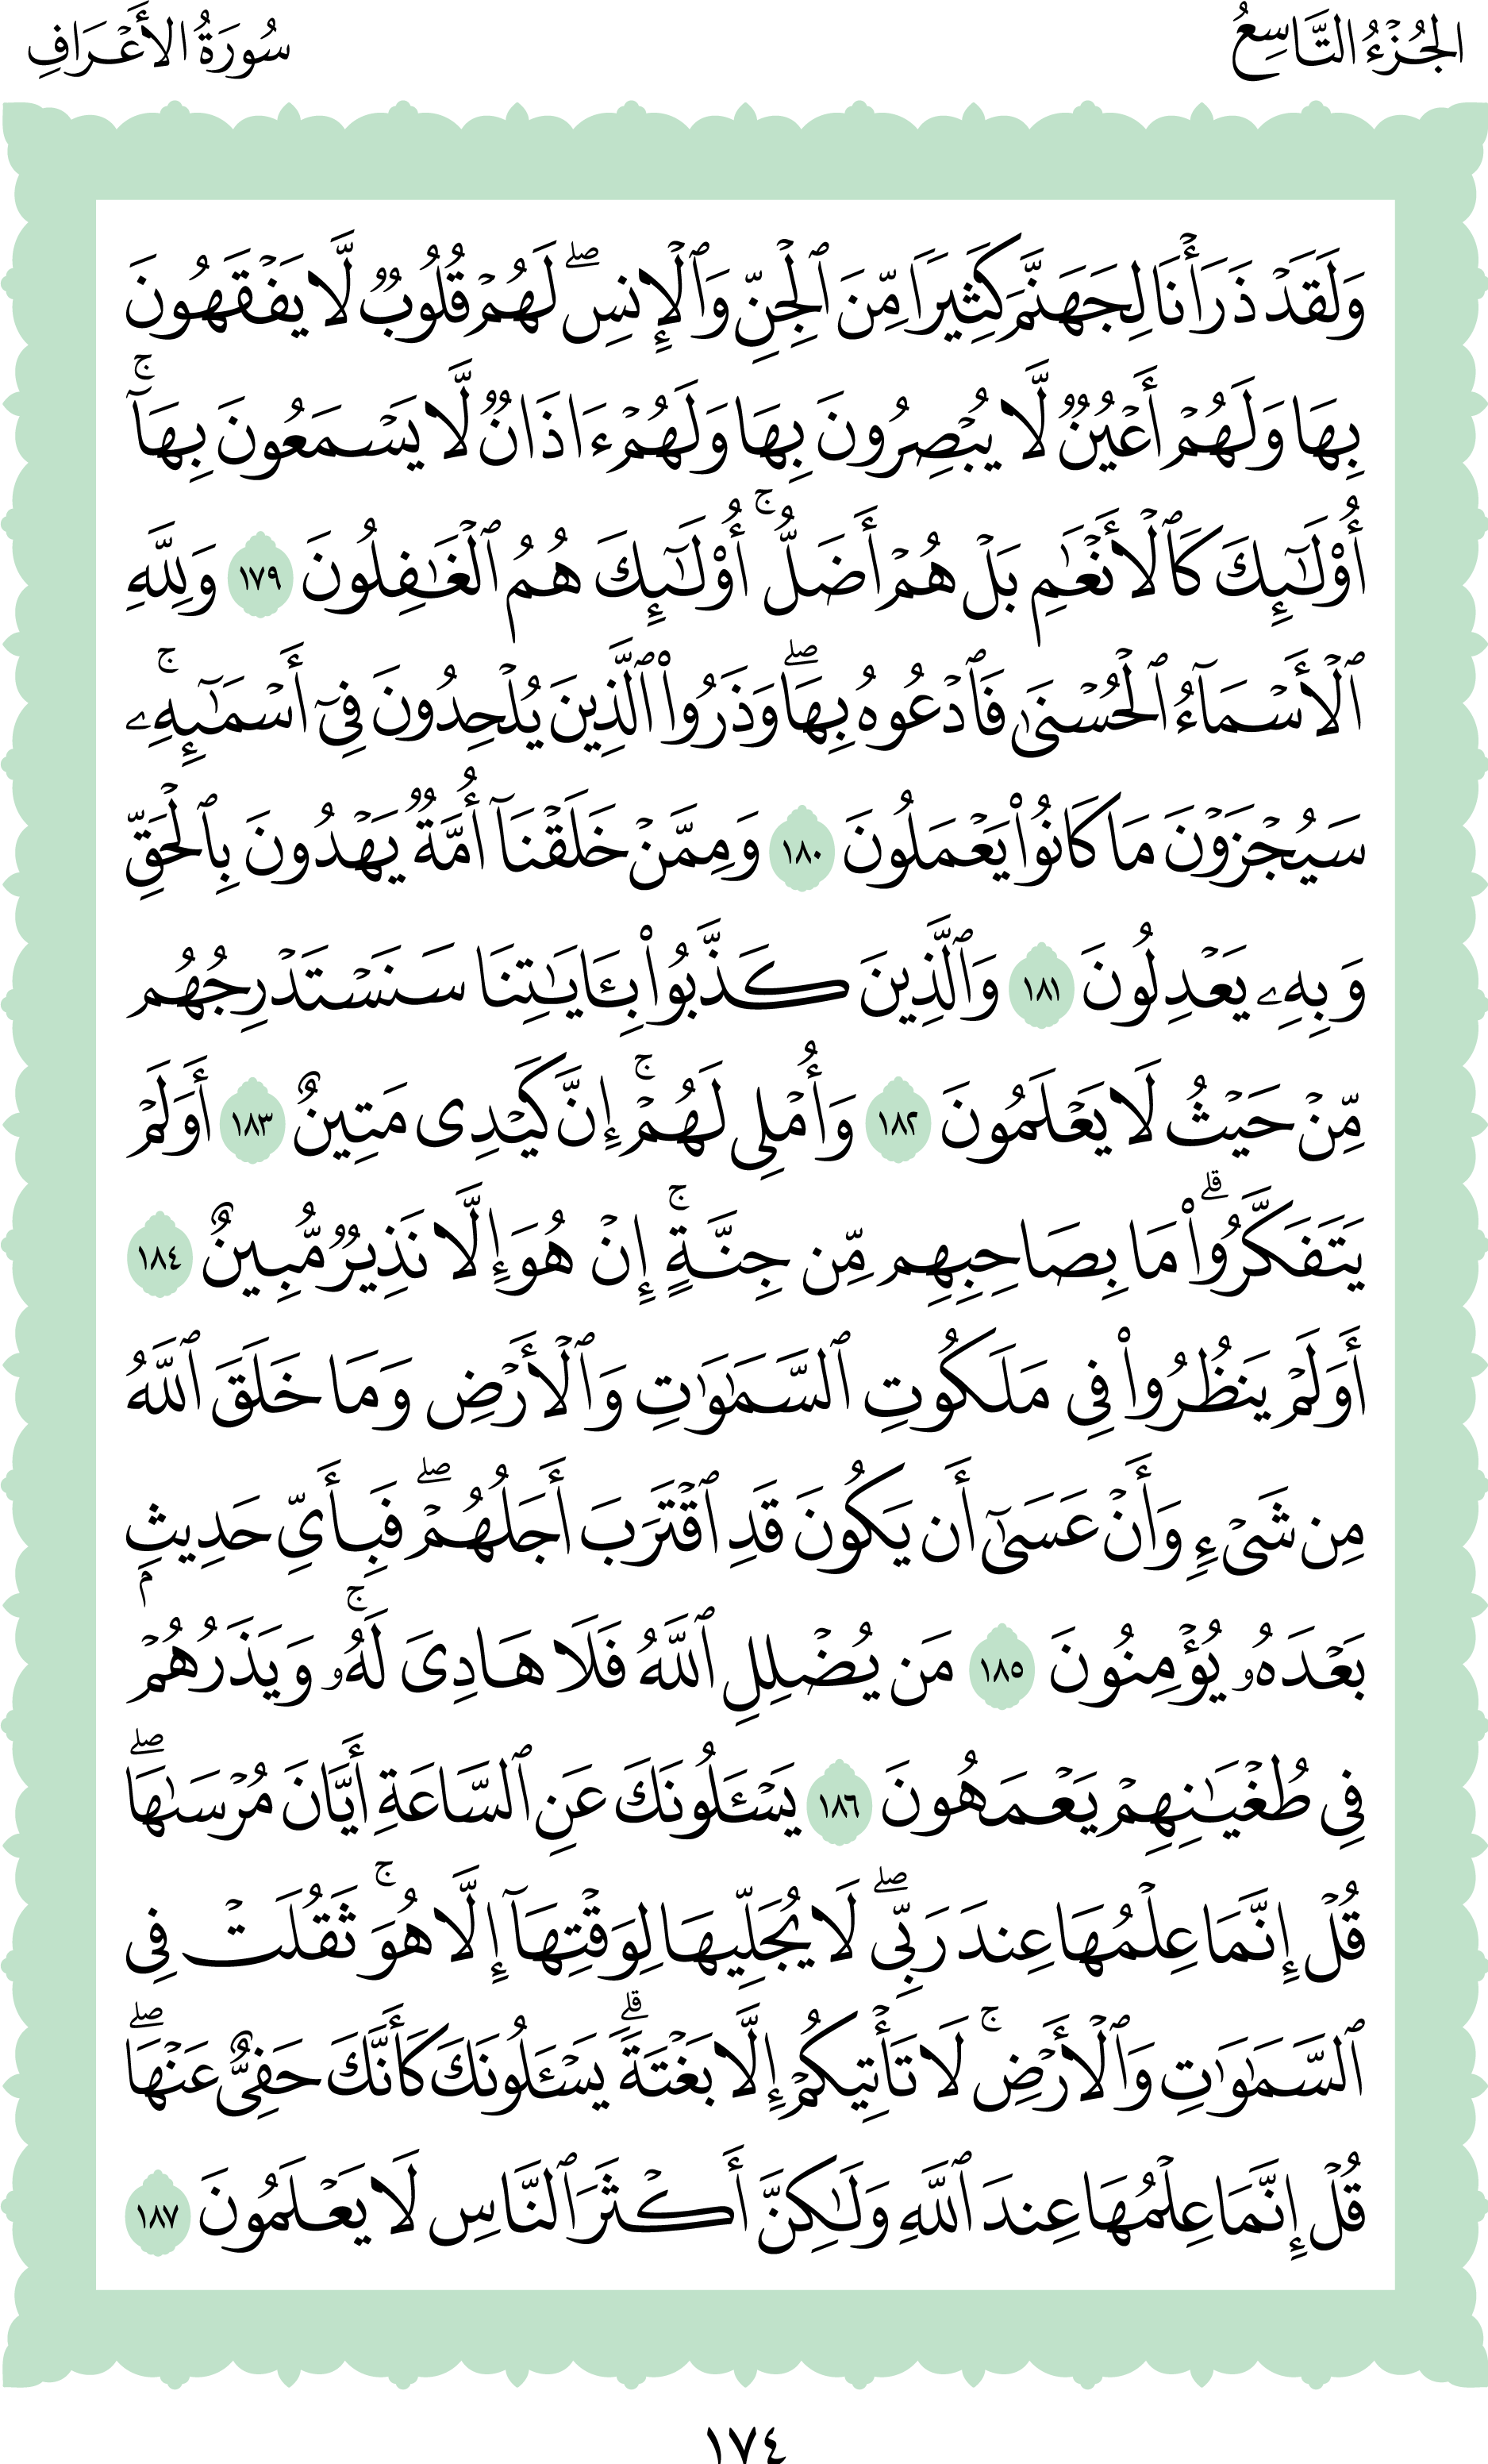 الجُزْءُ التَّاسِعُ
سُورَةُ الأَعْرَافِ
وَلَقَدْ ذَرَأْنَا لِجَهَنَّمَ كَثِيرًا مِّنَ ٱلْجِنِّ وَٱلْإِنسِ ۖ لَهُمْ قُلُوبٌ لَّا يَفْقَهُونَ
بِهَا وَلَهُمْ أَعْيُنٌ لَّا يُبْصِرُونَ بِهَا وَلَهُمْ ءَاذَانٌ لَّا يَسْمَعُونَ بِهَآ ۚ
أُوْلَـٰٓئِكَ كَٱلْأَنْعَـٰمِ بَلْ هُمْ أَضَلُّ ۚ أُوْلَـٰٓئِكَ هُمُ ٱلْغَـٰفِلُونَ ١٧٩ وَلِلَّهِ
ٱلْأَسْمَآءُ ٱلْحُسْنَىٰ فَٱدْعُوهُ بِهَا ۖ وَذَرُوا۟ ٱلَّذِينَ يُلْحِدُونَ فِىٓ أَسْمَـٰٓئِهِۦ ۚ
سَيُجْزَوْنَ مَا كَانُوا۟ يَعْمَلُونَ ١٨٠ وَمِمَّنْ خَلَقْنَآ أُمَّةٌ يَهْدُونَ بِٱلْحَقِّ
وَبِهِۦ يَعْدِلُونَ ١٨١ وَٱلَّذِينَ كَذَّبُوا۟ بِـَٔايَـٰتِنَا سَنَسْتَدْرِجُهُم
مِّنْ حَيْثُ لَا يَعْلَمُونَ ١٨٢ وَأُمْلِى لَهُمْ ۚ إِنَّ كَيْدِى مَتِينٌ ١٨٣ أَوَلَمْ
يَتَفَكَّرُوا۟ ۗ مَا بِصَاحِبِهِم مِّن جِنَّةٍ ۚ إِنْ هُوَ إِلَّا نَذِيرٌ مُّبِينٌ ١٨٤
أَوَلَمْ يَنظُرُوا۟ فِى مَلَكُوتِ ٱلسَّمَـٰوَٰتِ وَٱلْأَرْضِ وَمَا خَلَقَ ٱللَّهُ
مِن شَىْءٍ وَأَنْ عَسَىٰٓ أَن يَكُونَ قَدِ ٱقْتَرَبَ أَجَلُهُمْ ۖ فَبِأَىِّ حَدِيثٍۭ
بَعْدَهُۥ يُؤْمِنُونَ ١٨٥ مَن يُضْلِلِ ٱللَّهُ فَلَا هَادِىَ لَهُۥ ۚ وَيَذَرُهُمْ
فِى طُغْيَـٰنِهِمْ يَعْمَهُونَ ١٨٦ يَسْـَٔلُونَكَ عَنِ ٱلسَّاعَةِ أَيَّانَ مُرْسَىٰهَا ۖ
قُلْ إِنَّمَا عِلْمُهَا عِندَ رَبِّى ۖ لَا يُجَلِّيهَا لِوَقْتِهَآ إِلَّا هُوَ ۚ ثَقُلَتْ فِى
ٱلسَّمَـٰوَٰتِ وَٱلْأَرْضِ ۚ لَا تَأْتِيكُمْ إِلَّا بَغْتَةً ۗ يَسْـَٔلُونَكَ كَأَنَّكَ حَفِىٌّ عَنْهَا ۖ
قُلْ إِنَّمَا عِلْمُهَا عِندَ ٱللَّهِ وَلَـٰكِنَّ أَكْثَرَ ٱلنَّاسِ لَا يَعْلَمُونَ ١٨٧
١٧٤